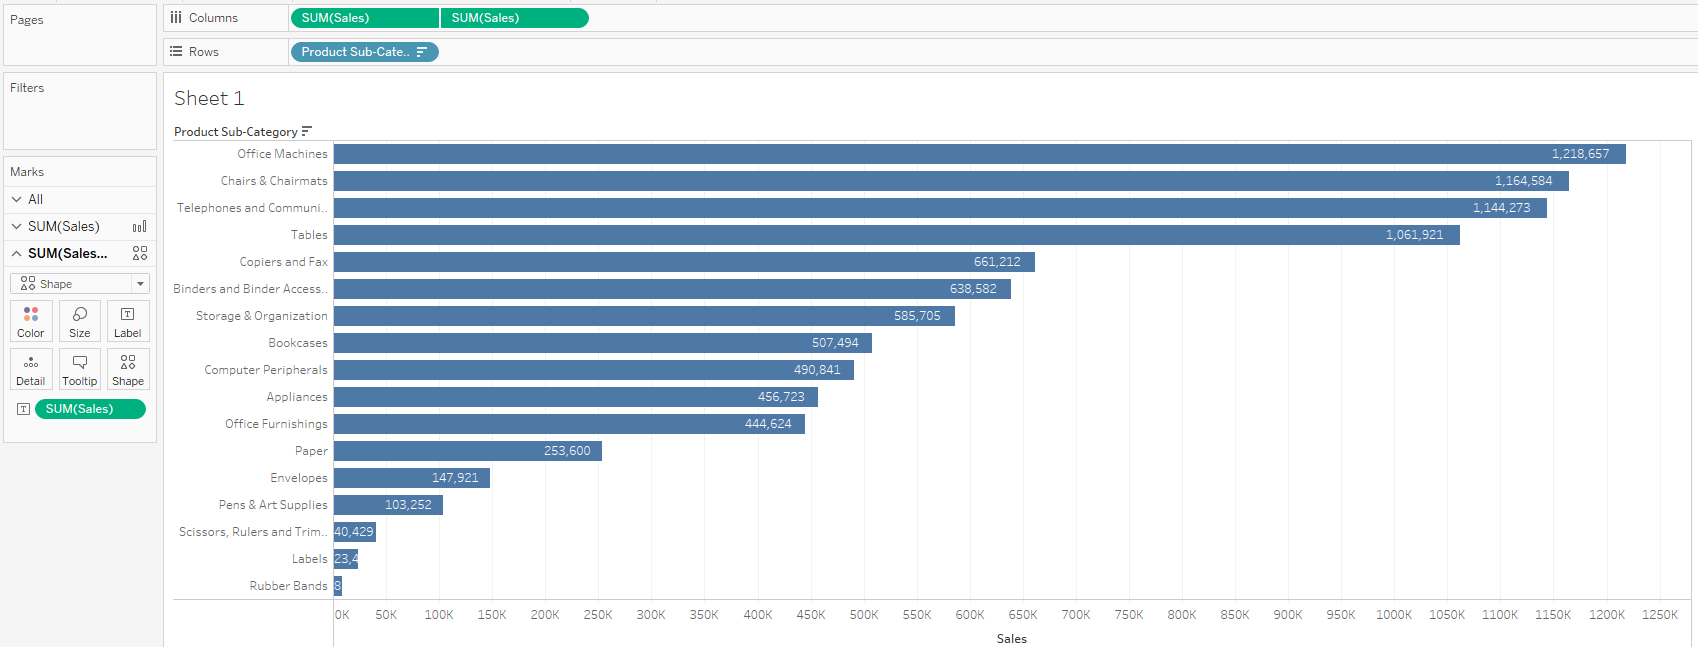 Pages
Columns
SUM(Sales)
SUM(Sales)
Rows
Product Sub-Cate..
Filters
Marks
All
SUM(Sales)
SUM(Sales...
Shape
Color
Size
Label
Detail
Tooltip
Shape
SUM(Sales)
Sheet 1
Product Sub-Category
Office Machines 1,218,657
Chairs & Chairmats 1,164,584
Telephones and Communi.. 1,144,273
Tables 1,061,921
Copiers and Fax 661,212
Binders and Binder Access.. 638,582
Storage & Organization 585,705
Bookcases 507,494
Computer Peripherals 490,841
Appliances 456,723
Office Furnishings 444,624
Paper 253,600
Envelopes 147,921
Pens & Art Supplies 103,252
Scissors, Rulers and Trim.. 40,429
Labels 23,4
Rubber Bands 8
0K 50K 100K 150K 200K 250K 300K 350K 400K 450K 500K 550K 600K 650K 700K 750K 800K 850K 900K 950K 1000K 1050K 1100K 1150K 1200K 1250K
Sales